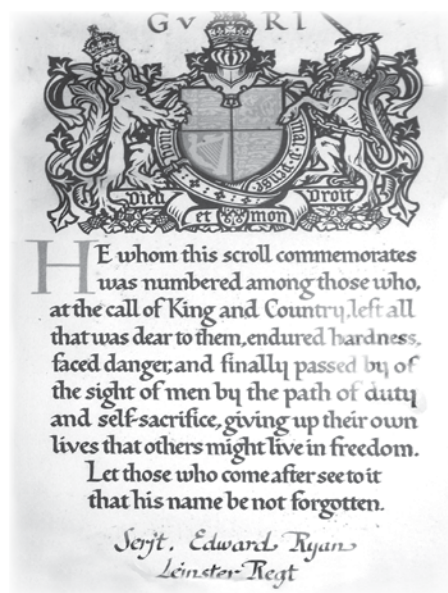 G V R I
mal·y·pense
Dieu et mon Droit
HE whom this scroll commemorates
was numbered among those who,
at the call of King and Country, left all
that was dear to them, endured hardness,
faced danger, and finally passed by of
the sight of men by the path of duty
and self-sacrifice, giving up their own
lives that others might live in freedom.
Let those who come after see to it
that his name be not forgotten.
Serjt. Edward Ryan
Leinster Regt